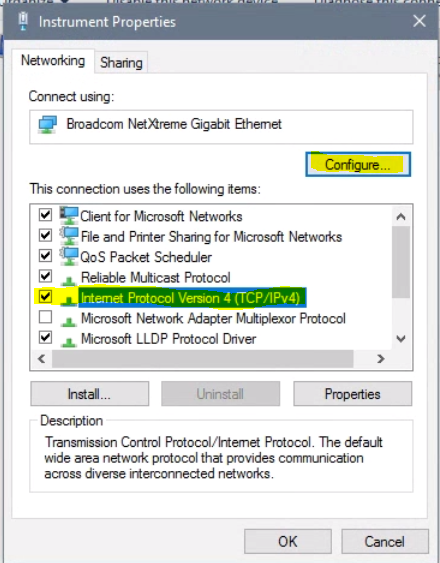 Instrument Properties
Networking Sharing
Connect using:
Broadcom NetXtreme Gigabit Ethernet
Configure...
This connection uses the following items:
Client for Microsoft Networks
File and Printer Sharing for Microsoft Networks
QoS Packet Scheduler
Reliable Multicast Protocol
Internet Protocol Version 4 (TCP/IPv4)
Microsoft Network Adapter Multiplexor Protocol
Microsoft LLDP Protocol Driver
Install... Uninstall Properties
Description
Transmission Control Protocol/Internet Protocol. The default
wide area network protocol that provides communication
across diverse interconnected networks.
OK Cancel